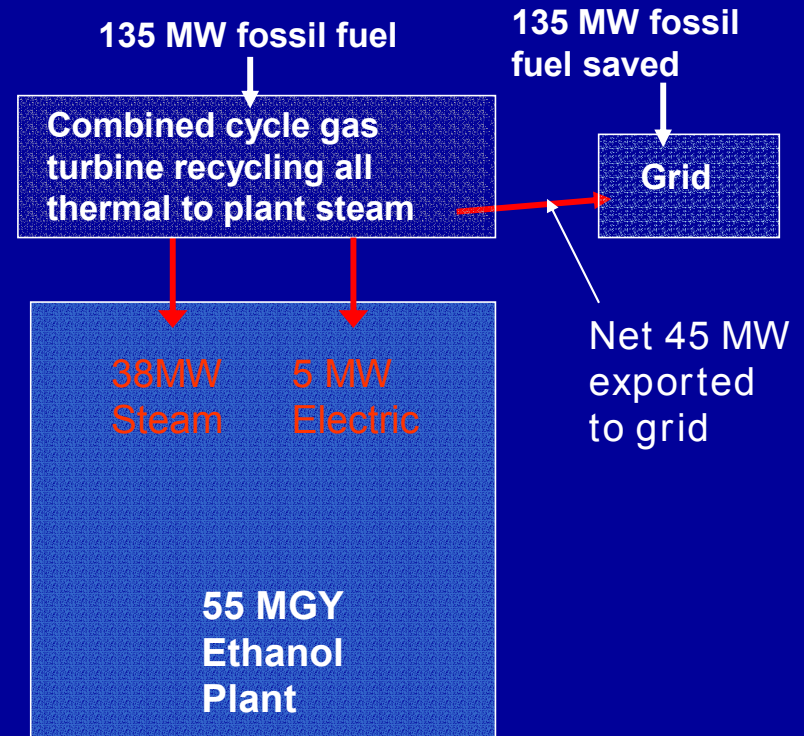 135 MW fossil fuel
135 MW fossil
fuel saved
Combined cycle gas
turbine recycling all
thermal to plant steam
Grid
Net 45 MW
exported
to grid
38MW
Steam
5 MW
Electric
55 MGY
Ethanol
Plant